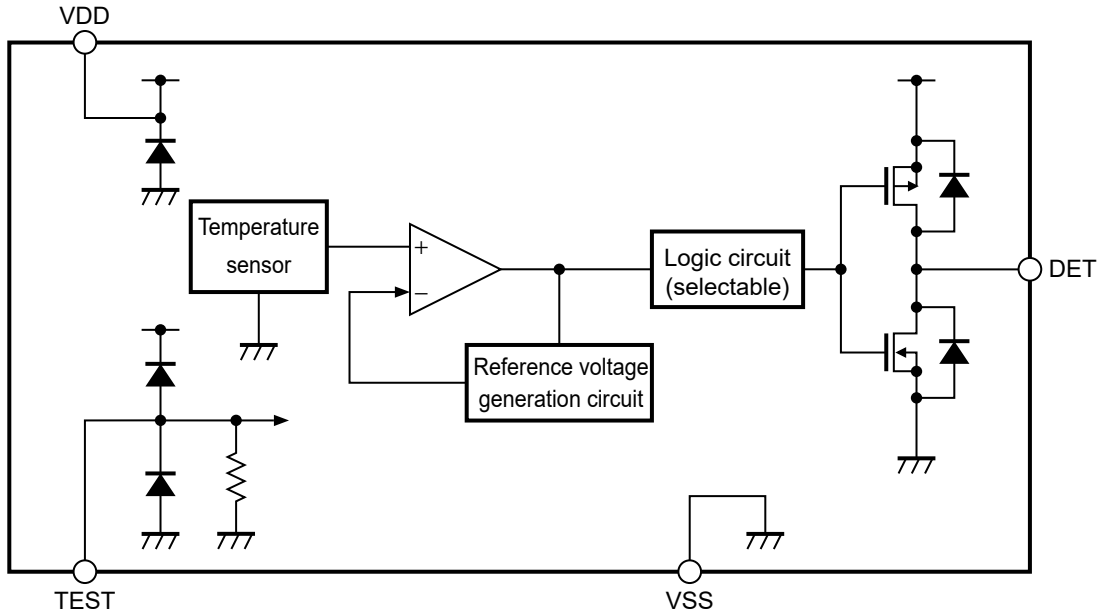 VDD
Temperature
sensor
+
−
Logic circuit
(selectable)
DET
Reference voltage
generation circuit
TEST
VSS